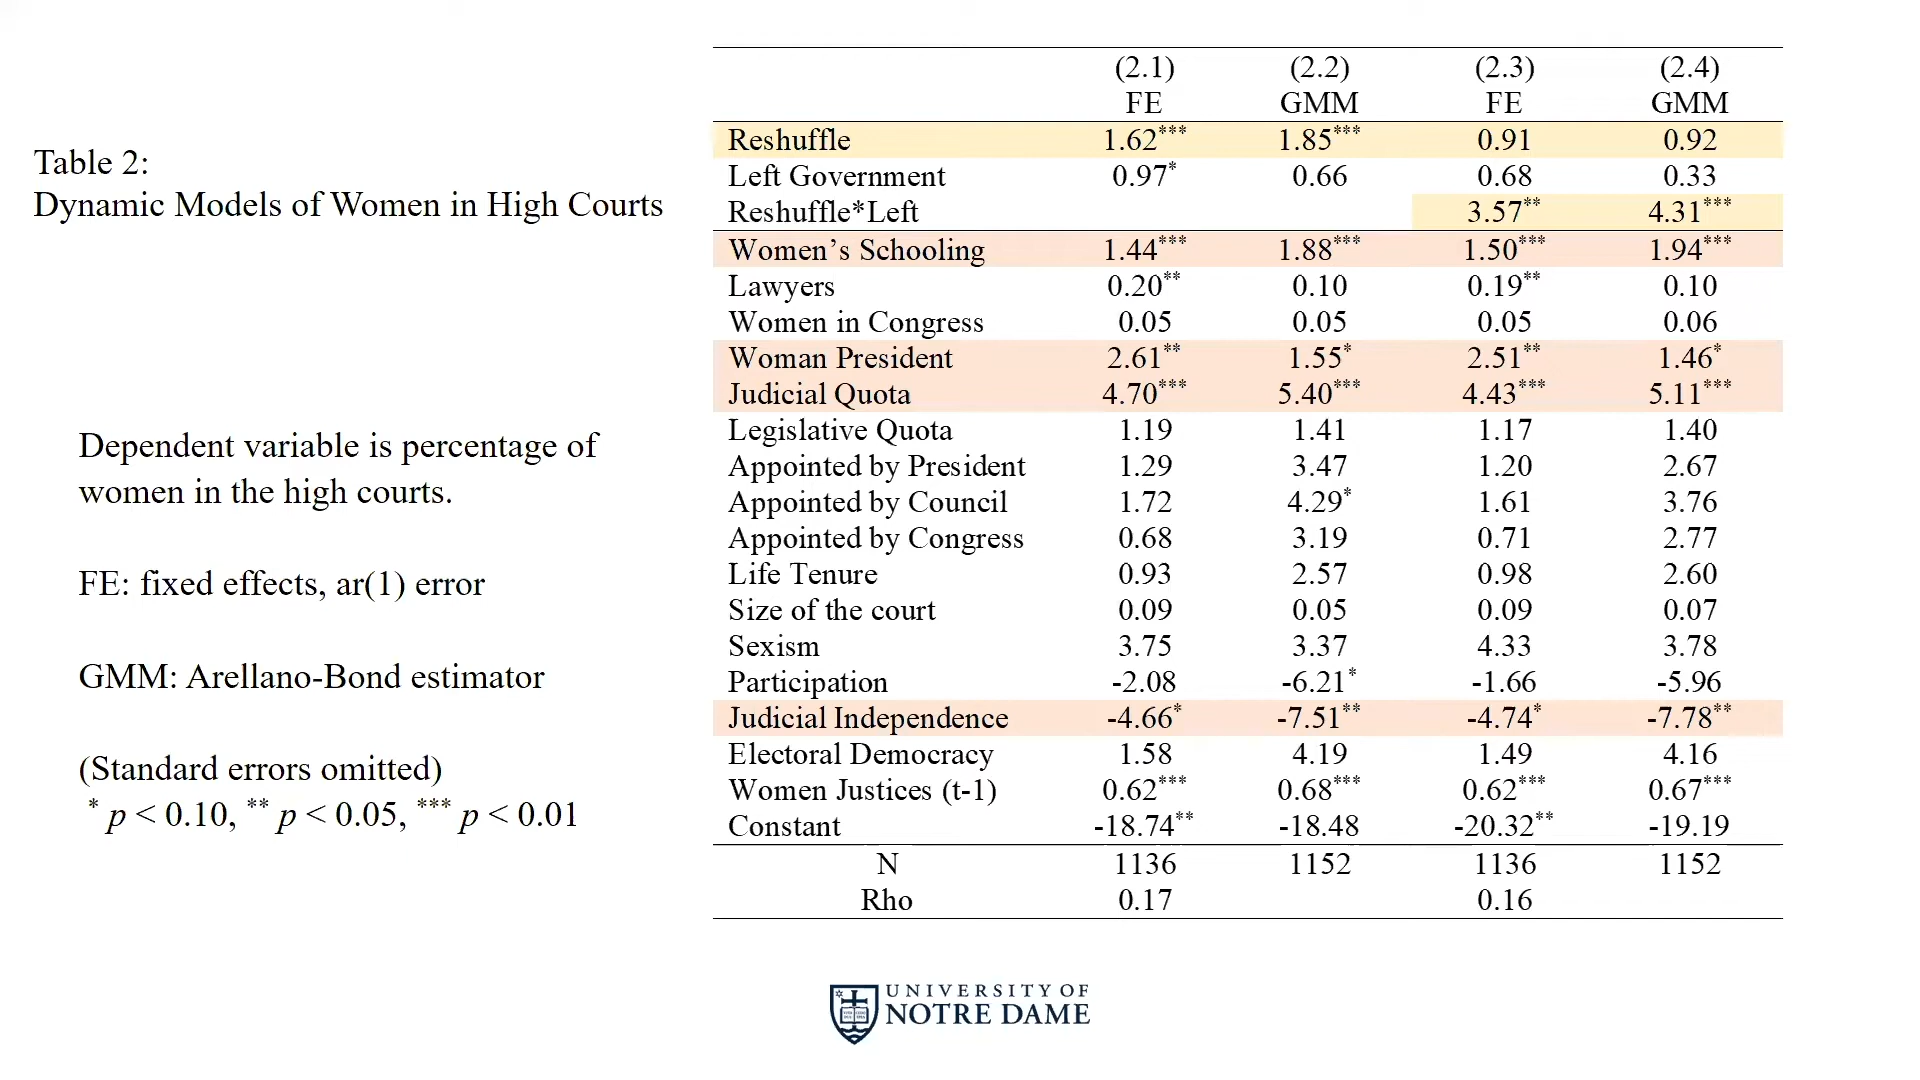 Table 2:
Dynamic Models of Women in High Courts
Dependent variable is percentage of
women in the high courts.
FE: fixed effects, ar(1) error
GMM: Arellano-Bond estimator
(Standard errors omitted)
* p < 0.10, ** p < 0.05, *** p < 0.01
(2.1) (2.2) (2.3) (2.4)
FE GMM FE GMM
Reshuffle 1.62*** 1.85*** 0.91 0.92
Left Government 0.97* 0.66 0.68 0.33
Reshuffle*Left 3.57** 4.31***
Women’s Schooling 1.44*** 1.88*** 1.50*** 1.94***
Lawyers 0.20** 0.10 0.19** 0.10
Women in Congress 0.05 0.05 0.05 0.06
Woman President 2.61** 1.55* 2.51** 1.46*
Judicial Quota 4.70*** 5.40*** 4.43*** 5.11***
Legislative Quota 1.19 1.41 1.17 1.40
Appointed by President 1.29 3.47 1.20 2.67
Appointed by Council 1.72 4.29* 1.61 3.76
Appointed by Congress 0.68 3.19 0.71 2.77
Life Tenure 0.93 2.57 0.98 2.60
Size of the court 0.09 0.05 0.09 0.07
Sexism 3.75 3.37 4.33 3.78
Participation -2.08 -6.21* -1.66 -5.96
Judicial Independence -4.66* -7.51** -4.74* -7.78**
Electoral Democracy 1.58 4.19 1.49 4.16
Women Justices (t-1) 0.62*** 0.68*** 0.62*** 0.67***
Constant -18.74** -18.48 -20.32** -19.19
N 1136 1152 1136 1152
Rho 0.17 0.16
UNIVERSITY OF
NOTRE DAME